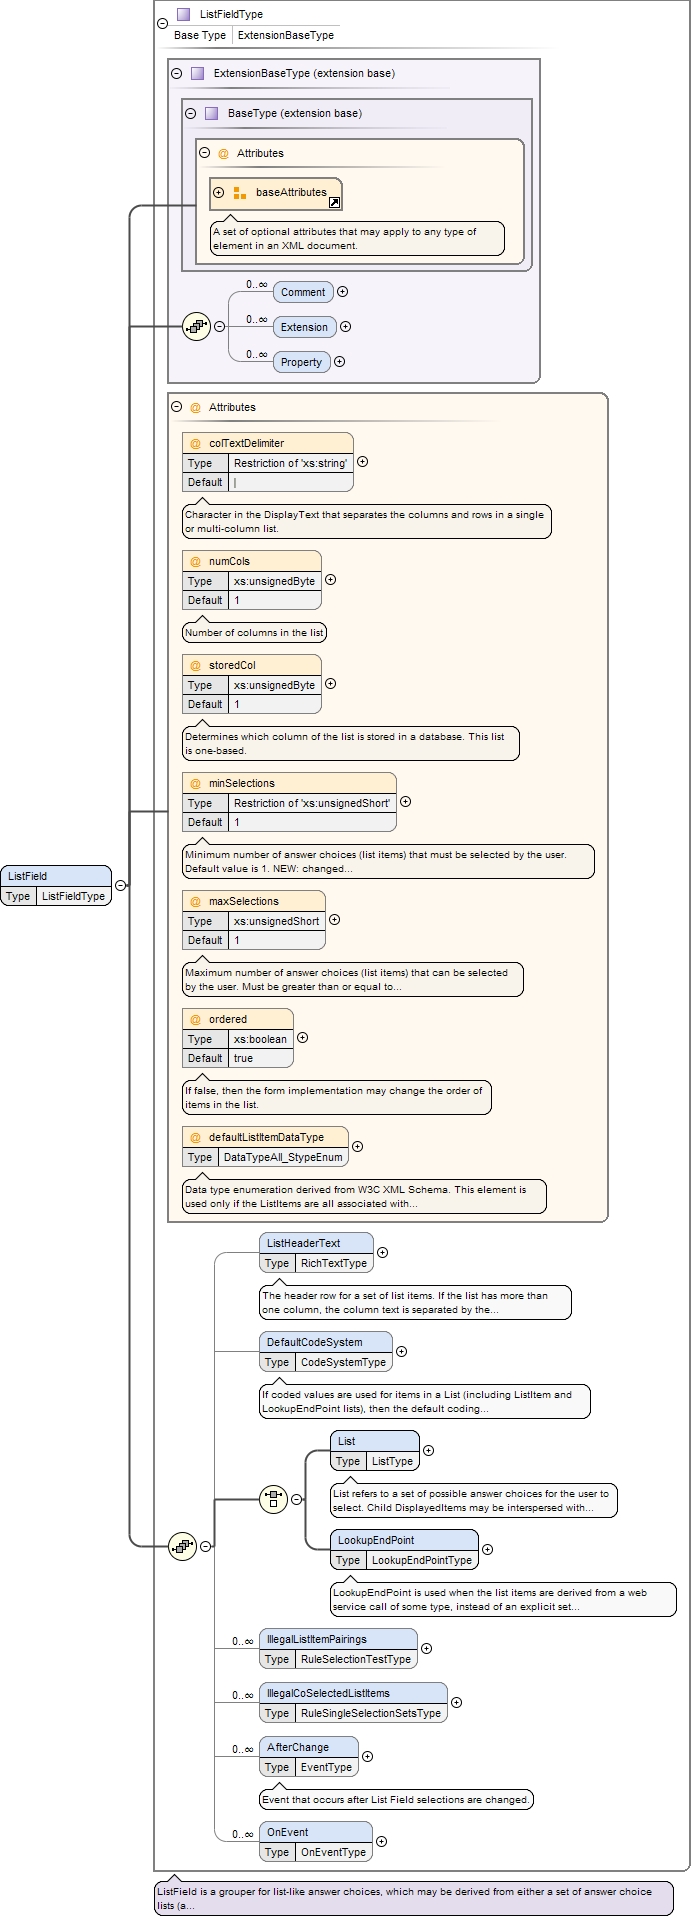 ListFieldType
Base Type ExtensionBaseType
ExtensionBaseType (extension base)
BaseType (extension base)
@ Attributes
baseAttributes
A set of optional attributes that may apply to any type of
element in an XML document.
0..∞ Comment
0..∞ Extension
0..∞ Property
@ Attributes
@ colTextDelimiter
Type Restriction of 'xs:string'
Default |
Character in the DisplayText that separates the columns and rows in a single
or multi-column list.
@ numCols
Type xs:unsignedByte
Default 1
Number of columns in the list
@ storedCol
Type xs:unsignedByte
Default 1
Determines which column of the list is stored in a database. This list
is one-based.
@ minSelections
Type Restriction of 'xs:unsignedShort'
Default 1
Minimum number of answer choices (list items) that must be selected by the user.
Default value is 1. NEW: changed...
ListField
Type ListFieldType
@ maxSelections
Type xs:unsignedShort
Default 1
Maximum number of answer choices (list items) that can be selected
by the user. Must be greater than or equal to...
@ ordered
Type xs:boolean
Default true
If false, then the form implementation may change the order of
items in the list.
@ defaultListItemDataType
Type DataTypeAll_StypeEnum
Data type enumeration derived from W3C XML Schema. This element is
used only if the ListItems are all associated with...
ListHeaderText
Type RichTextType
The header row for a set of list items. If the list has more than
one column, the column text is separated by the...
DefaultCodeSystem
Type CodeSystemType
If coded values are used for items in a List (including ListItem and
LookupEndPoint lists), then the default coding...
List
Type ListType
List refers to a set of possible answer choices for the user to
select. Child DisplayedItems may be interspersed with...
LookupEndPoint
Type LookupEndPointType
LookupEndPoint is used when the list items are derived from a web
service call of some type, instead of an explicit set...
0..∞ IllegalListItemPairings
Type RuleSelectionTestType
0..∞ IllegalCoSelectedListItems
Type RuleSingleSelectionSetsType
0..∞ AfterChange
Type EventType
Event that occurs after List Field selections are changed.
0..∞ OnEvent
Type OnEventType
ListField is a grouper for list-like answer choices, which may be derived from either a set of answer choice
lists (a...